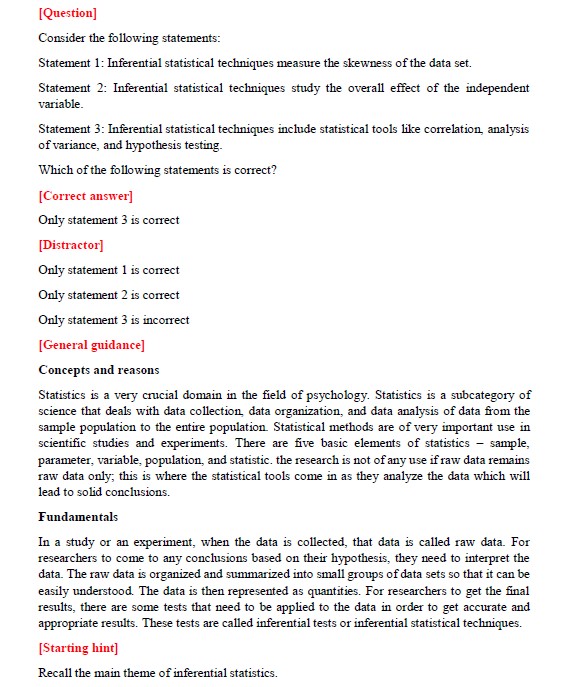 [Question]
Consider the following statements:
Statement 1: Inferential statistical techniques measure the skewness of the data set.
Statement 2: Inferential statistical techniques study the overall effect of the independent
variable.
Statement 3: Inferential statistical techniques include statistical tools like correlation, analysis
of variance, and hypothesis testing.
Which of the following statements is correct?
[Correct answer]
Only statement 3 is correct
[Distractor]
Only statement 1 is correct
Only statement 2 is correct
Only statement 3 is incorrect
[General guidance]
Concepts and reasons
Statistics is a very crucial domain in the field of psychology. Statistics is a subcategory of
science that deals with data collection, data organization, and data analysis of data from the
sample population to the entire population. Statistical methods are of very important use in
scientific studies and experiments. There are five basic elements of statistics – sample,
parameter, variable, population, and statistic. the research is not of any use if raw data remains
raw data only; this is where the statistical tools come in as they analyze the data which will
lead to solid conclusions.
Fundamentals
In a study or an experiment, when the data is collected, that data is called raw data. For
researchers to come to any conclusions based on their hypothesis, they need to interpret the
data. The raw data is organized and summarized into small groups of data sets so that it can be
easily understood. The data is then represented as quantities. For researchers to get the final
results, there are some tests that need to be applied to the data in order to get accurate and
appropriate results. These tests are called inferential tests or inferential statistical techniques.
[Starting hint]
Recall the main theme of inferential statistics.